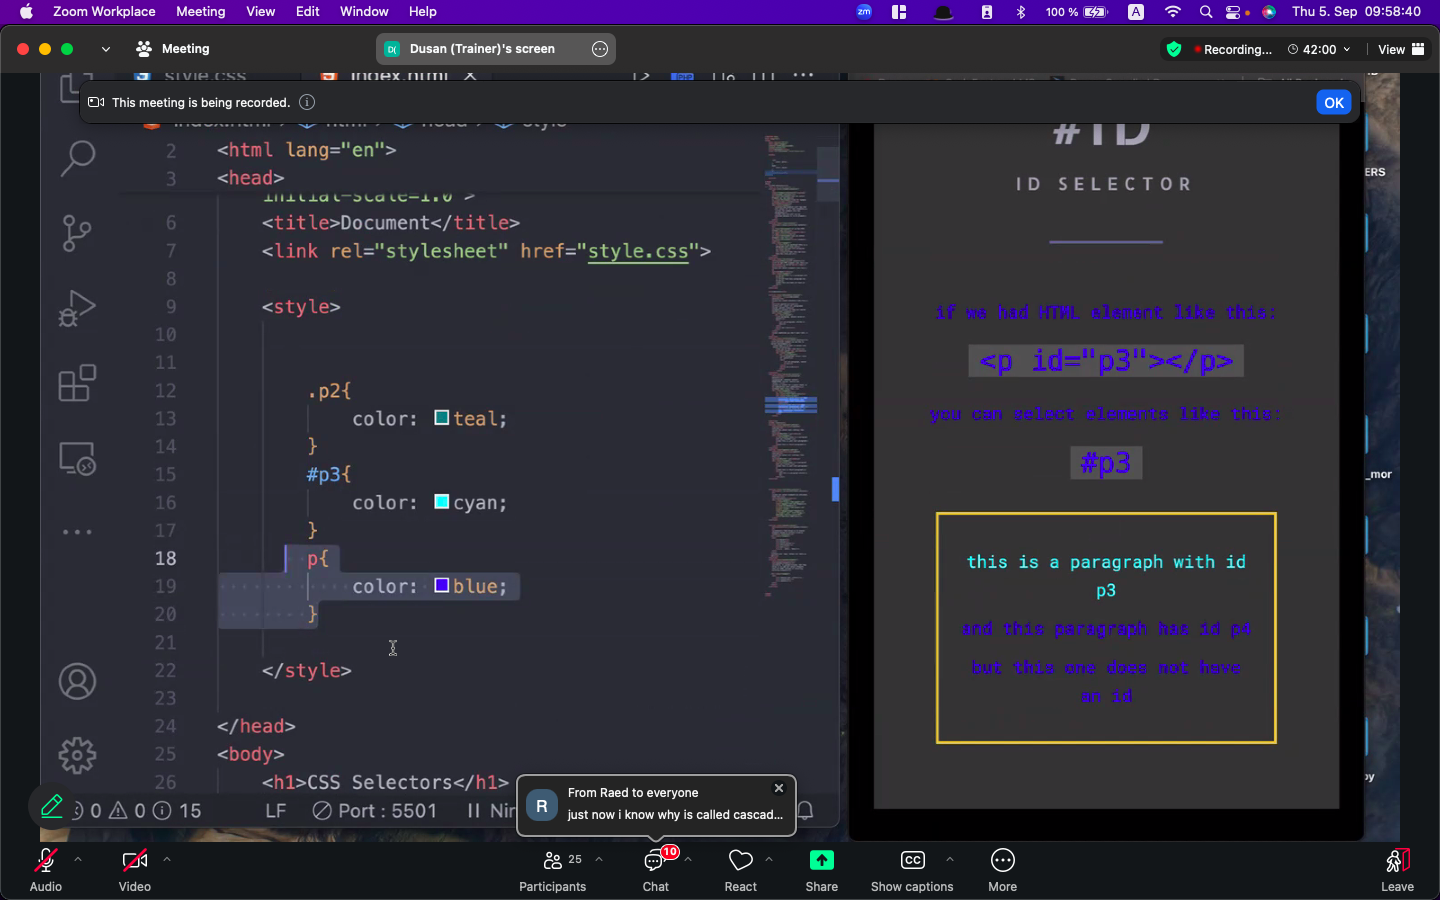 Zoom Workplace Meeting View Edit Window Help
zm 100 % A Thu 5. Sep 09:58:40
Meeting
D( Dusan (Trainer)'s screen
Recording... 42:00 View
style.css index.html
This meeting is being recorded.
OK
index.html > html > head > style
2 <html lang="en">
3 <head>
initial-scale=1.0">
6 <title>Document</title>
7 <link rel="stylesheet" href="style.css">
8
9 <style>
10
11
12 .p2{
13 color: teal;
14 }
15 #p3{
16 color: cyan;
17 }
18 p{
19 color: blue;
20 }
21
22 </style>
23
24 </head>
25 <body>
26 <h1>CSS Selectors</h1>
0 0 15 LF Port : 5501 Nin
#ID
ID SELECTOR
if we had HTML element like this:
<p id="p3"></p>
you can select elements like this:
#p3
this is a paragraph with id
p3
and this paragraph has id p4
but this one does not have
an id
ERS
_mor
R From Raed to everyone
just now i know why is called cascad...
Audio
Video
25 Participants
10 Chat
React
Share
CC Show captions
More
Leave